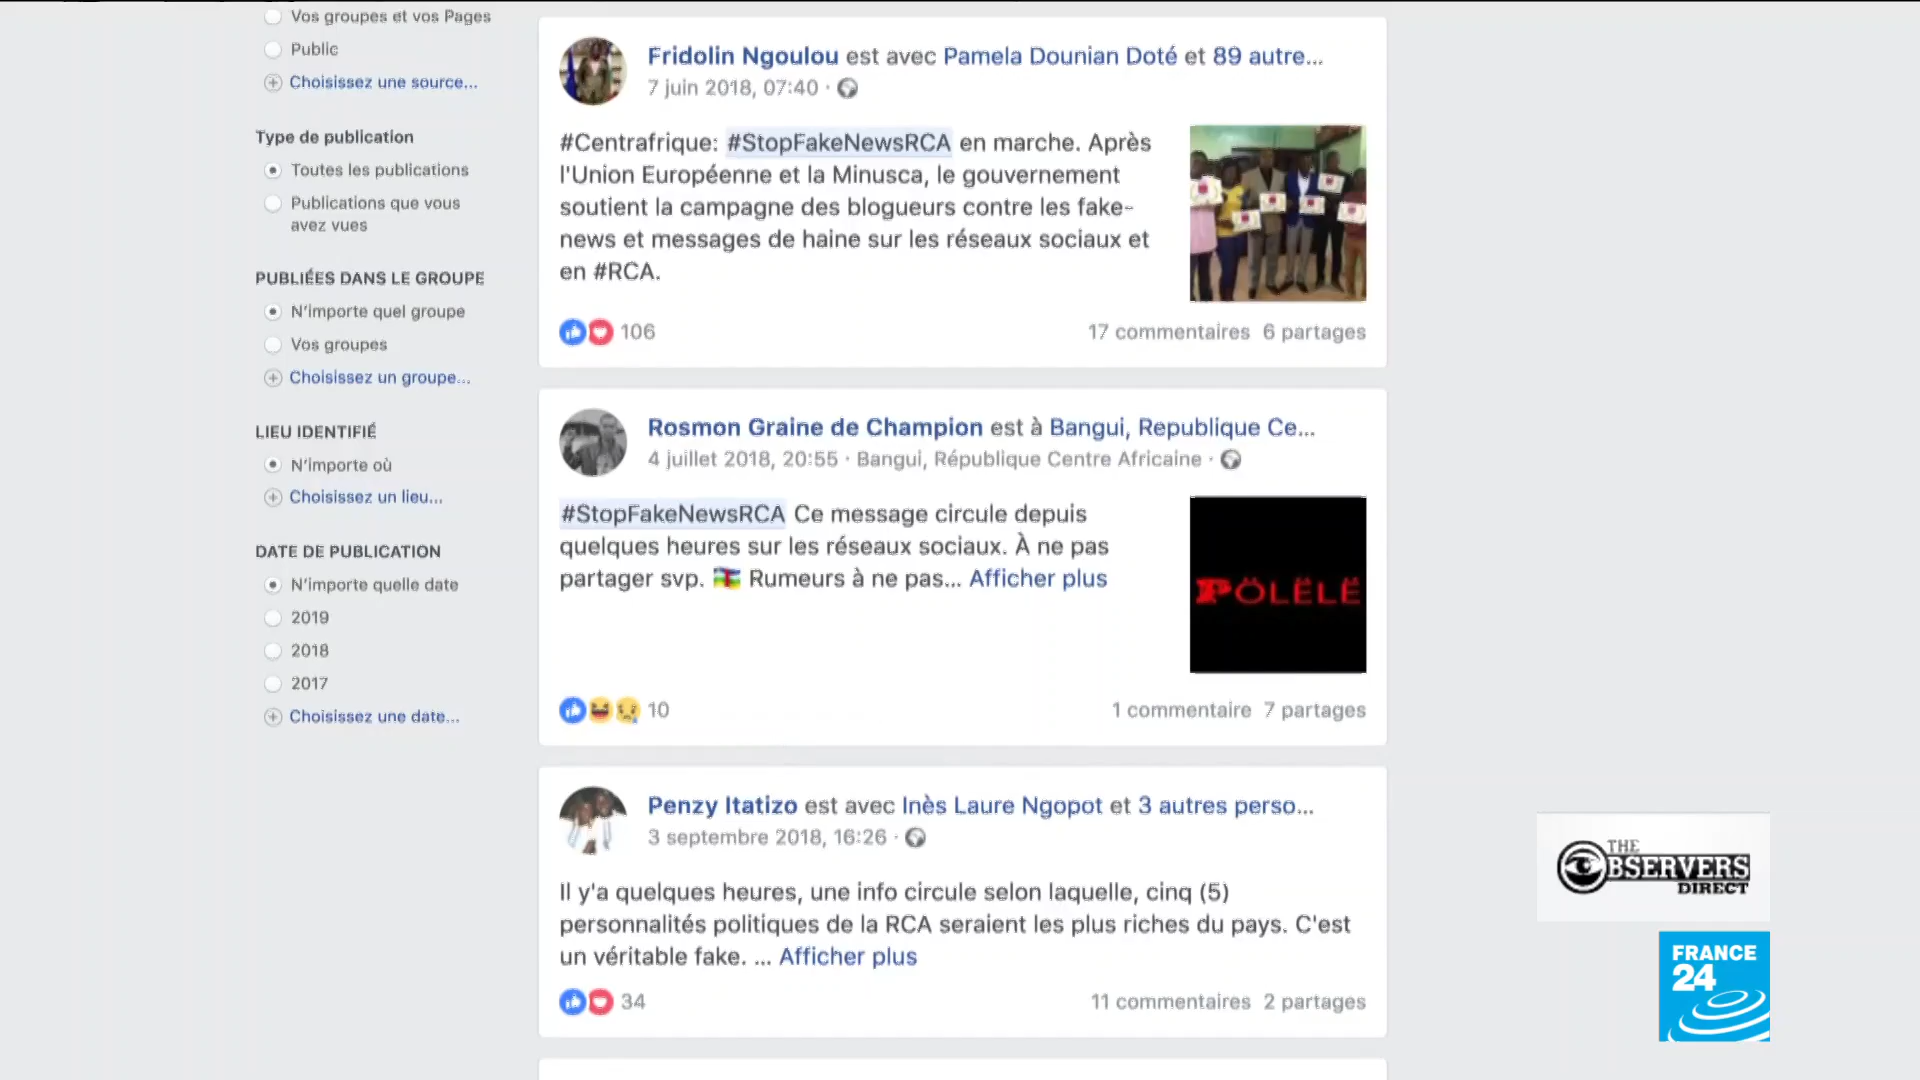 Vos groupes et vos Pages
Public
Choisissez une source...
Type de publication
Toutes les publications
Publications que vous
avez vues
PUBLIÉES DANS LE GROUPE
N'importe quel groupe
Vos groupes
Choisissez un groupe...
LIEU IDENTIFIÉ
N'importe où
Choisissez un lieu...
DATE DE PUBLICATION
N'importe quelle date
2019
2018
2017
Choisissez une date...
Fridolin Ngoulou est avec Pamela Dounian Doté et 89 autre...
7 juin 2018, 07:40 ·
#Centrafrique: #StopFakeNewsRCA en marche. Après
l'Union Européenne et la Minusca, le gouvernement
soutient la campagne des blogueurs contre les fake-
news et messages de haine sur les réseaux sociaux et
en #RCA.
106
17 commentaires 6 partages
Rosmon Graine de Champion est à Bangui, Republique Ce...
4 juillet 2018, 20:55 · Bangui, République Centre Africaine ·
#StopFakeNewsRCA Ce message circule depuis
quelques heures sur les réseaux sociaux. À ne pas
partager svp. 🇨🇫 Rumeurs à ne pas... Afficher plus
PÖLËLË
10
1 commentaire 7 partages
Penzy Itatizo est avec Inès Laure Ngopot et 3 autres perso...
3 septembre 2018, 16:26 ·
Il y'a quelques heures, une info circule selon laquelle, cinq (5)
personnalités politiques de la RCA seraient les plus riches du pays. C'est
un véritable fake. ... Afficher plus
34
11 commentaires 2 partages
THE
OBSERVERS
DIRECT
FRANCE
24